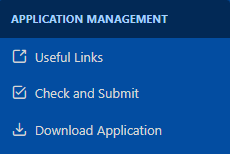 APPLICATION MANAGEMENT
Useful Links
Check and Submit
Download Application